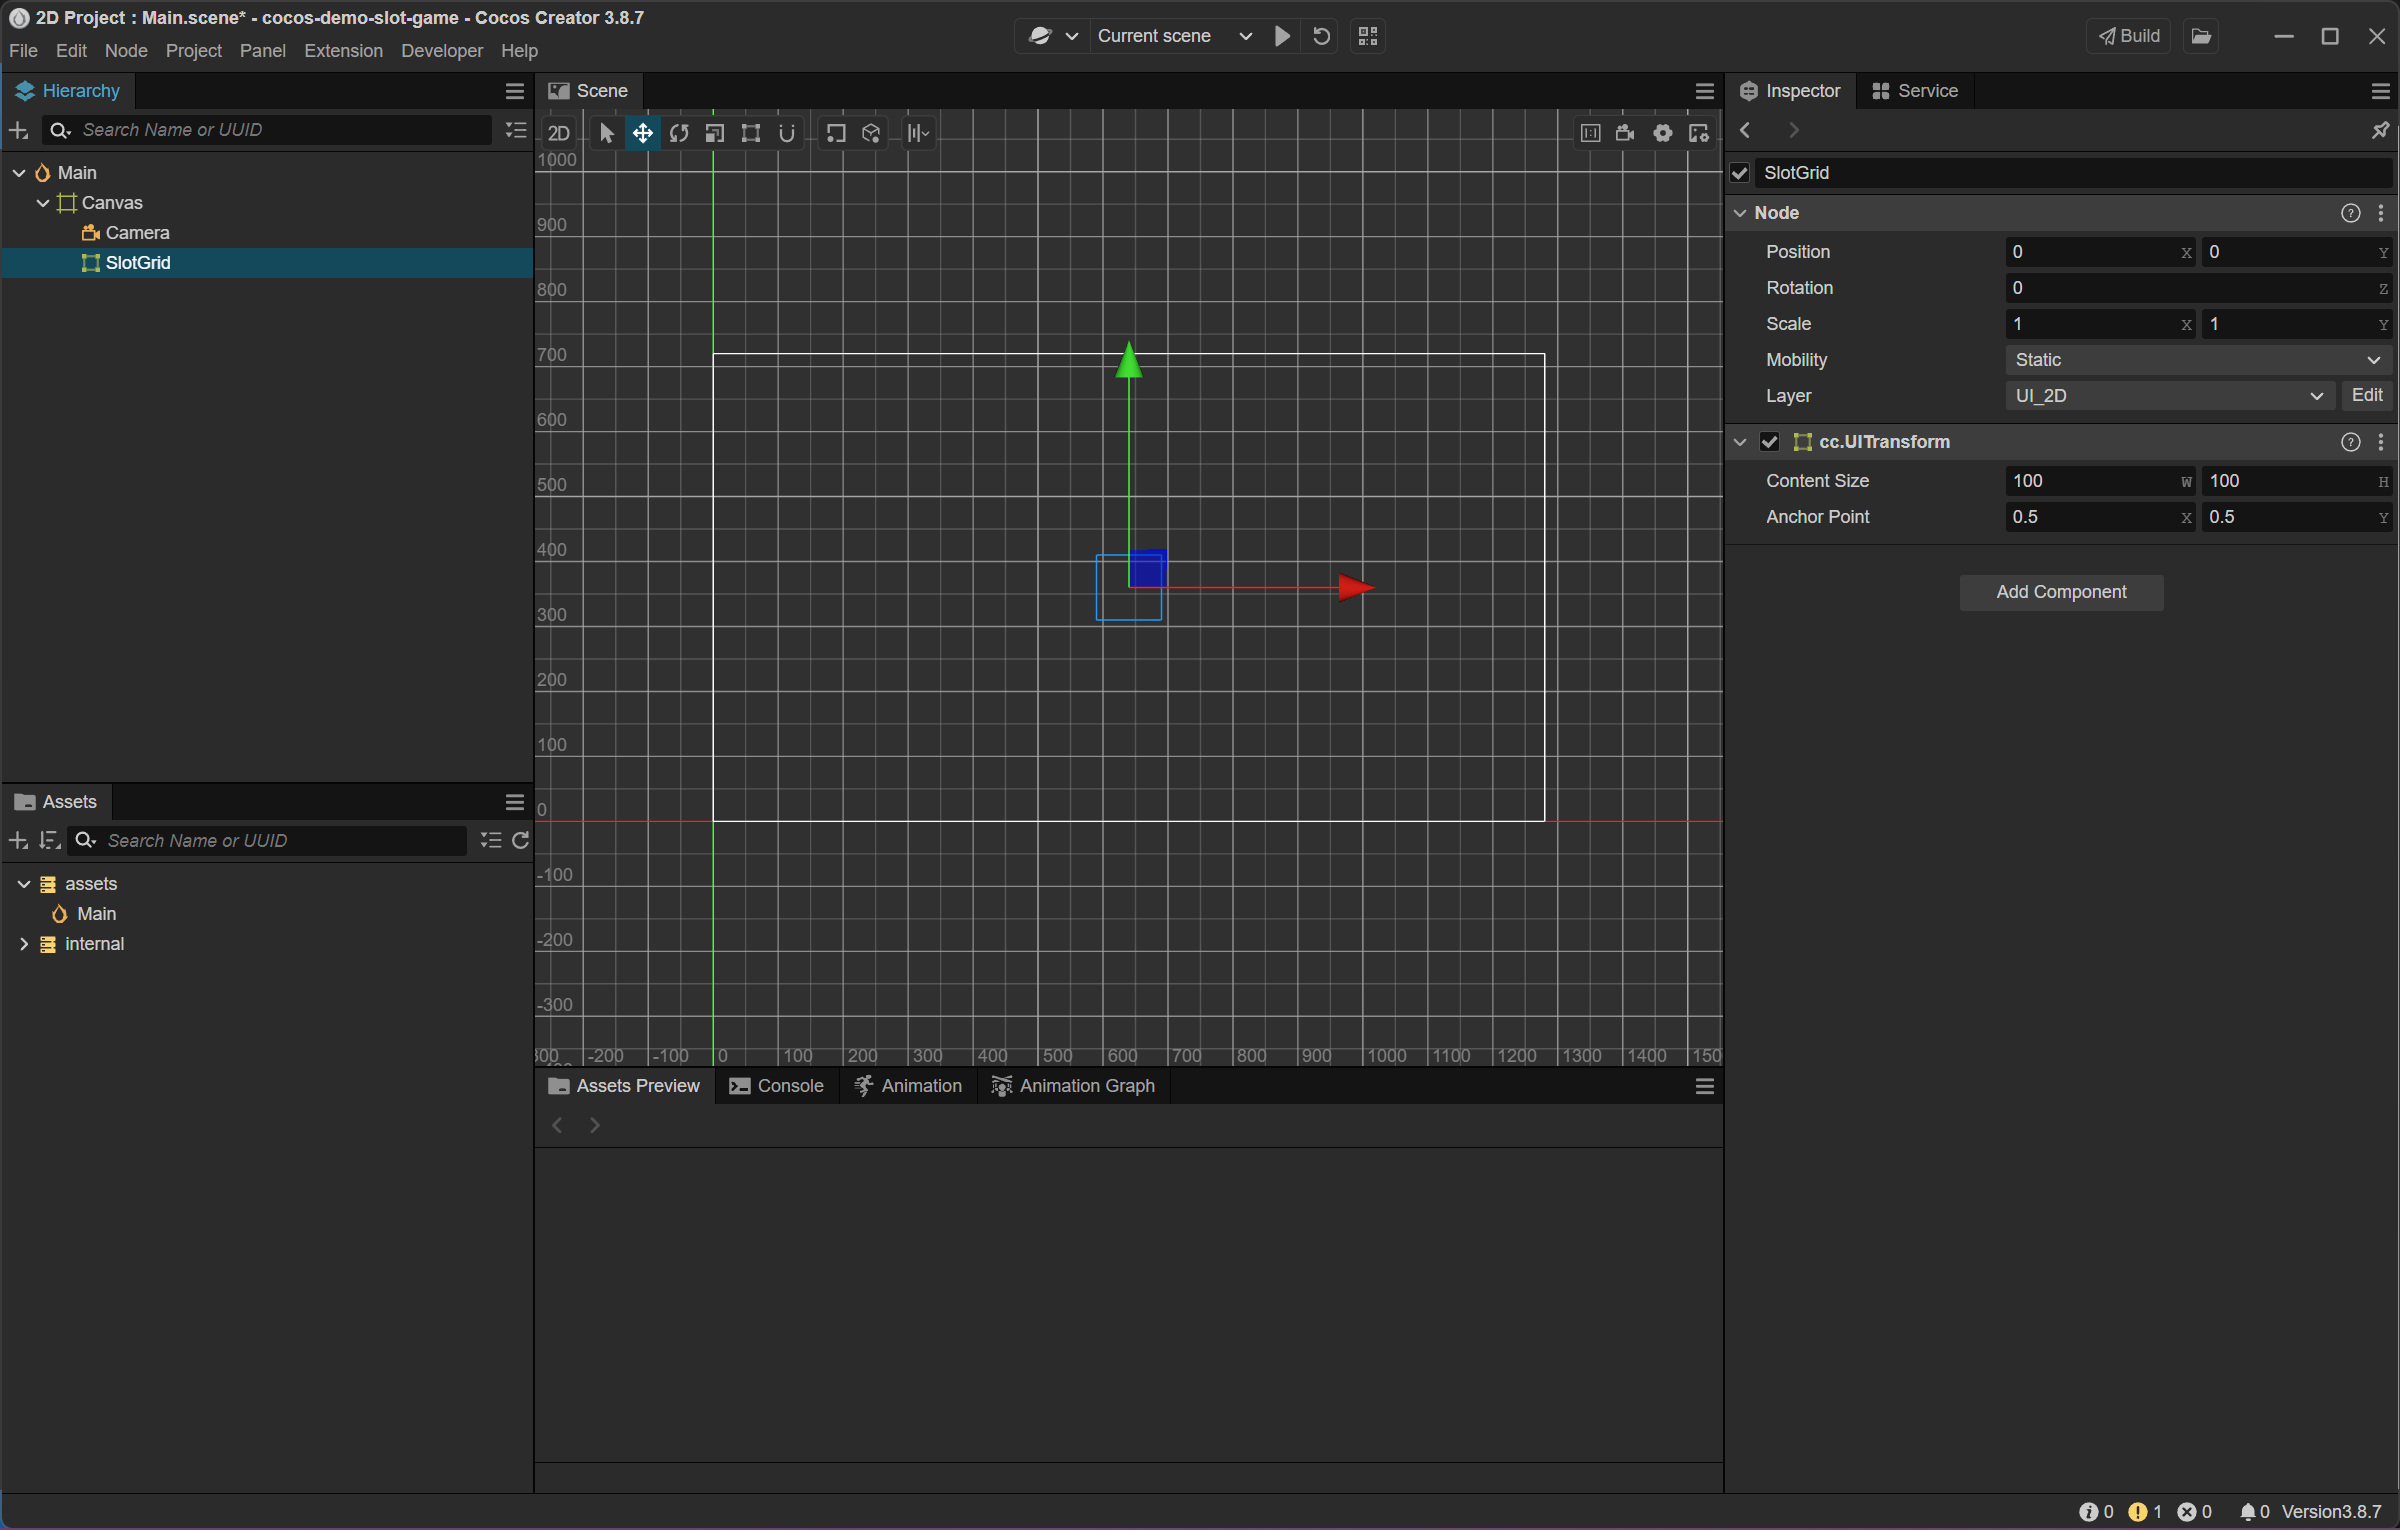 2D Project : Main.scene* - cocos-demo-slot-game - Cocos Creator 3.8.7
File Edit Node Project Panel Extension Developer Help
Current scene
Build
Hierarchy
Search Name or UUID
Main
Canvas
Camera
SlotGrid
Assets
Search Name or UUID
assets
Main
internal
Scene
2D
1000
900
800
700
600
500
400
300
200
100
0
-100
-200
-300
-200 -100 0 100 200 300 400 500 600 700 800 900 1000 1100 1200 1300 1400 150
Assets Preview Console Animation Animation Graph
Inspector Service
SlotGrid
Node
Position 0 X 0 Y
Rotation 0 Z
Scale 1 X 1 Y
Mobility Static
Layer UI_2D Edit
cc.UITransform
Content Size 100 W 100 H
Anchor Point 0.5 X 0.5 Y
Add Component
0 1 0 0 Version3.8.7